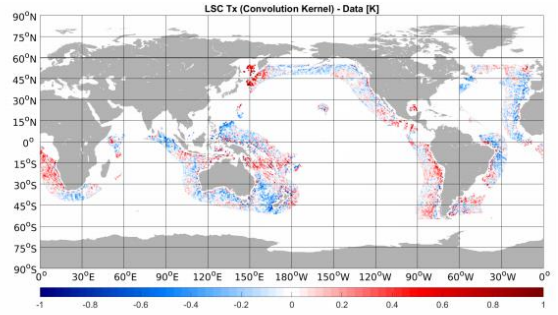 LSC Tx (Convolution Kernel) - Data [K]
90°N
75°N
60°N
45°N
30°N
15°N
0°
15°S
30°S
45°S
60°S
75°S
90°S
0° 30°E 60°E 90°E 120°E 150°E 180°W 150°W 120°W 90°W 60°W 30°W 0°
-1 -0.8 -0.6 -0.4 -0.2 0 0.2 0.4 0.6 0.8 1